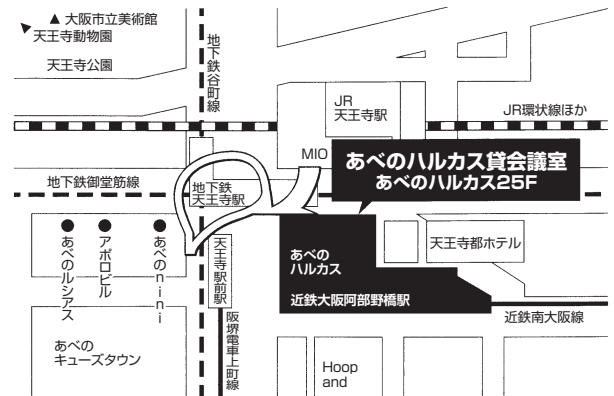 ▲ 大阪市立美術館
天王寺動物園
天王寺公園
地下鉄谷町線
JR
天王寺駅
JR環状線ほか
MIO
あべのハルカス貸会議室
あべのハルカス25F
地下鉄御堂筋線
地下鉄
天王寺駅
あべのルシアス
アポロビル
あべのnini
天王寺駅前駅
あべの
ハルカス
天王寺都ホテル
近鉄大阪阿部野橋駅
近鉄南大阪線
阪堺電車上町線
あべの
キューズタウン
Hoop
and